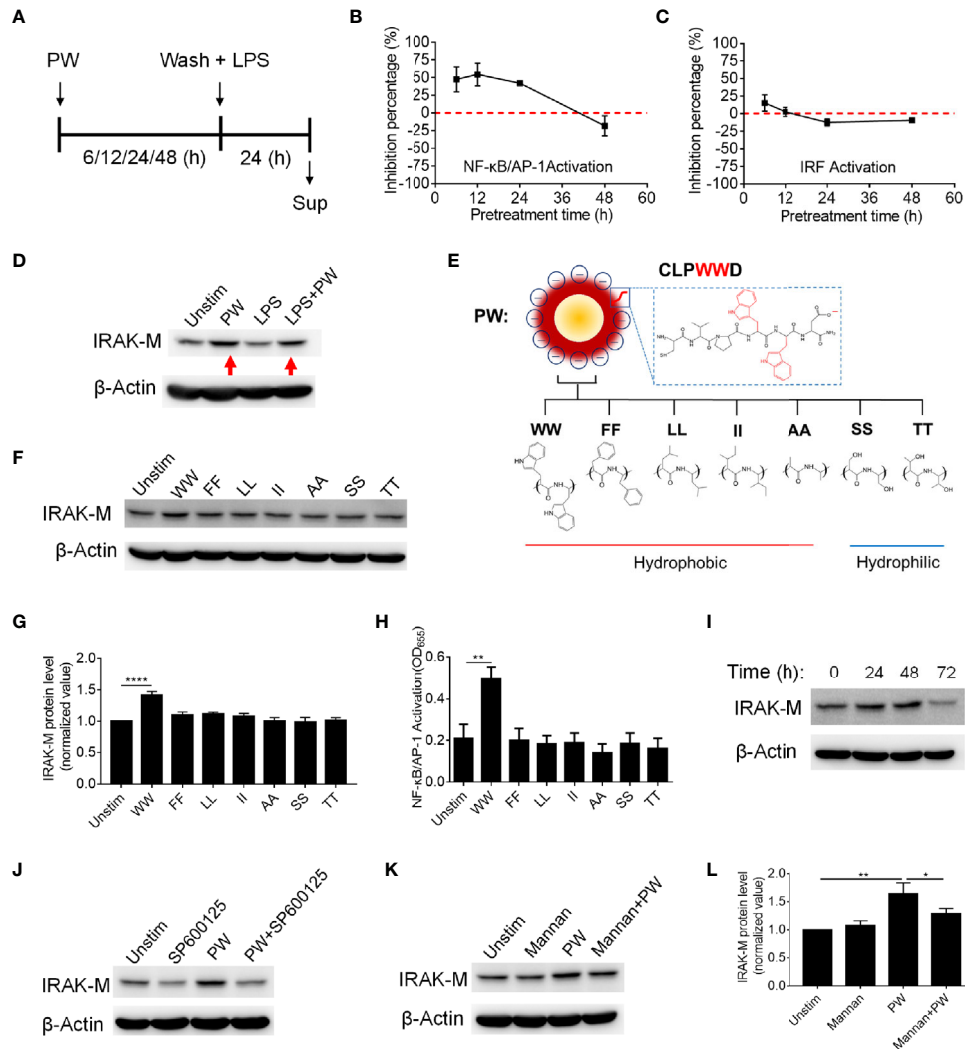 A
PW
Wash + LPS
6/12/24/48 (h)
24 (h)
Sup
B
Inhibition percentage (%)
100
75
50
25
0
-25
-50
-75
-100
NF-κB/AP-1Activation
0 12 24 36 48 60
Pretreatment time (h)
C
Inhibition percentage (%)
100
75
50
25
0
-25
-50
-75
-100
IRF Activation
0 12 24 36 48 60
Pretreatment time (h)
D
Unstim PW LPS LPS+PW
IRAK-M
β-Actin
E
CLPWWD
PW:
WW FF LL II AA SS TT
Hydrophobic
Hydrophilic
F
Unstim WW FF LL II AA SS TT
IRAK-M
β-Actin
G
IRAK-M protein level
(normalized value)
2.0
1.5
1.0
0.5
0.0
****
Unstim WW FF LL II AA SS TT
H
NF-κB/AP-1 Activation(OD655)
0.6
0.4
0.2
0.0
**
Unstim WW FF LL II AA SS TT
I
Time (h): 0 24 48 72
IRAK-M
β-Actin
J
Unstim SP600125 PW PW+SP600125
IRAK-M
β-Actin
K
Unstim Mannan PW Mannan+PW
IRAK-M
β-Actin
L
IRAK-M protein level
(normalized value)
2.0
1.5
1.0
0.5
0.0
** *
Unstim Mannan PW Mannan+PW